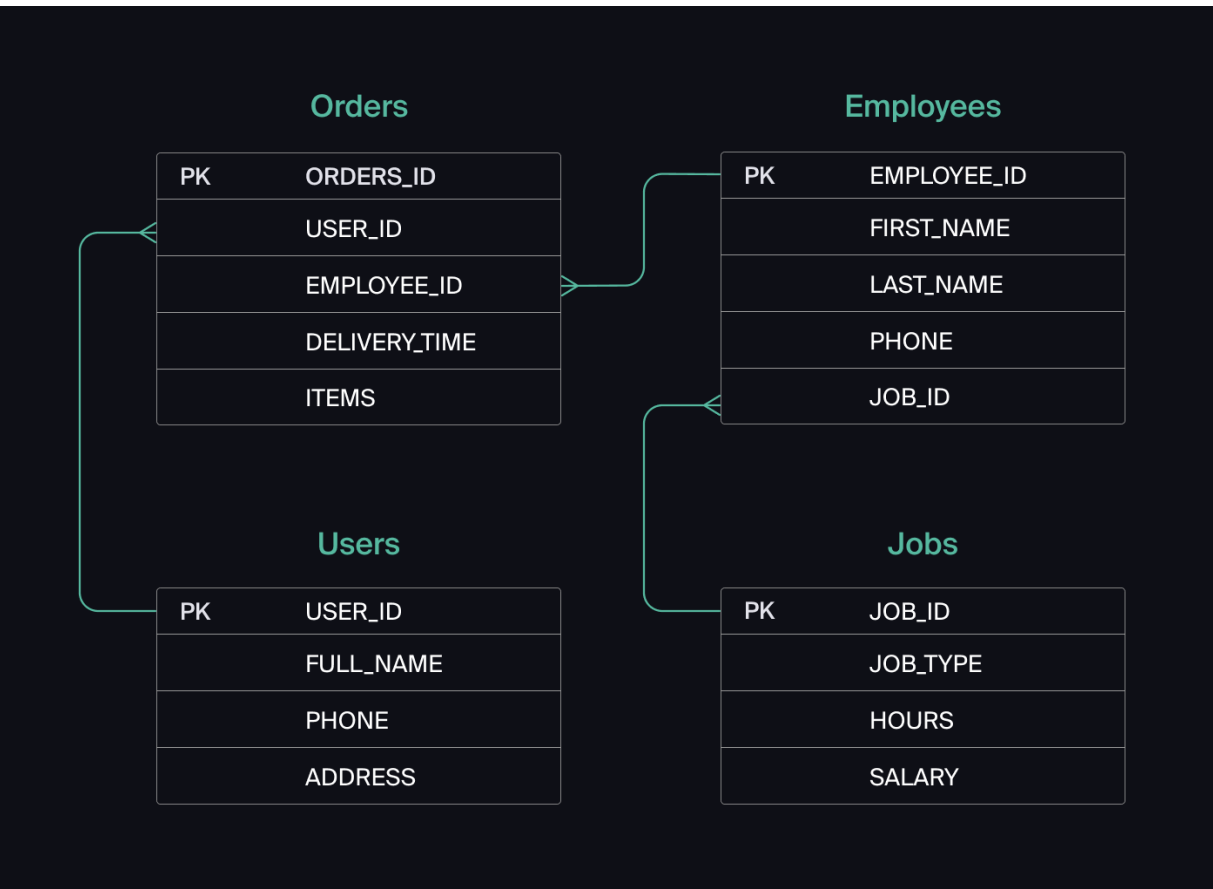 Orders
PK ORDERS_ID
USER_ID
EMPLOYEE_ID
DELIVERY_TIME
ITEMS
Employees
PK EMPLOYEE_ID
FIRST_NAME
LAST_NAME
PHONE
JOB_ID
Users
PK USER_ID
FULL_NAME
PHONE
ADDRESS
Jobs
PK JOB_ID
JOB_TYPE
HOURS
SALARY